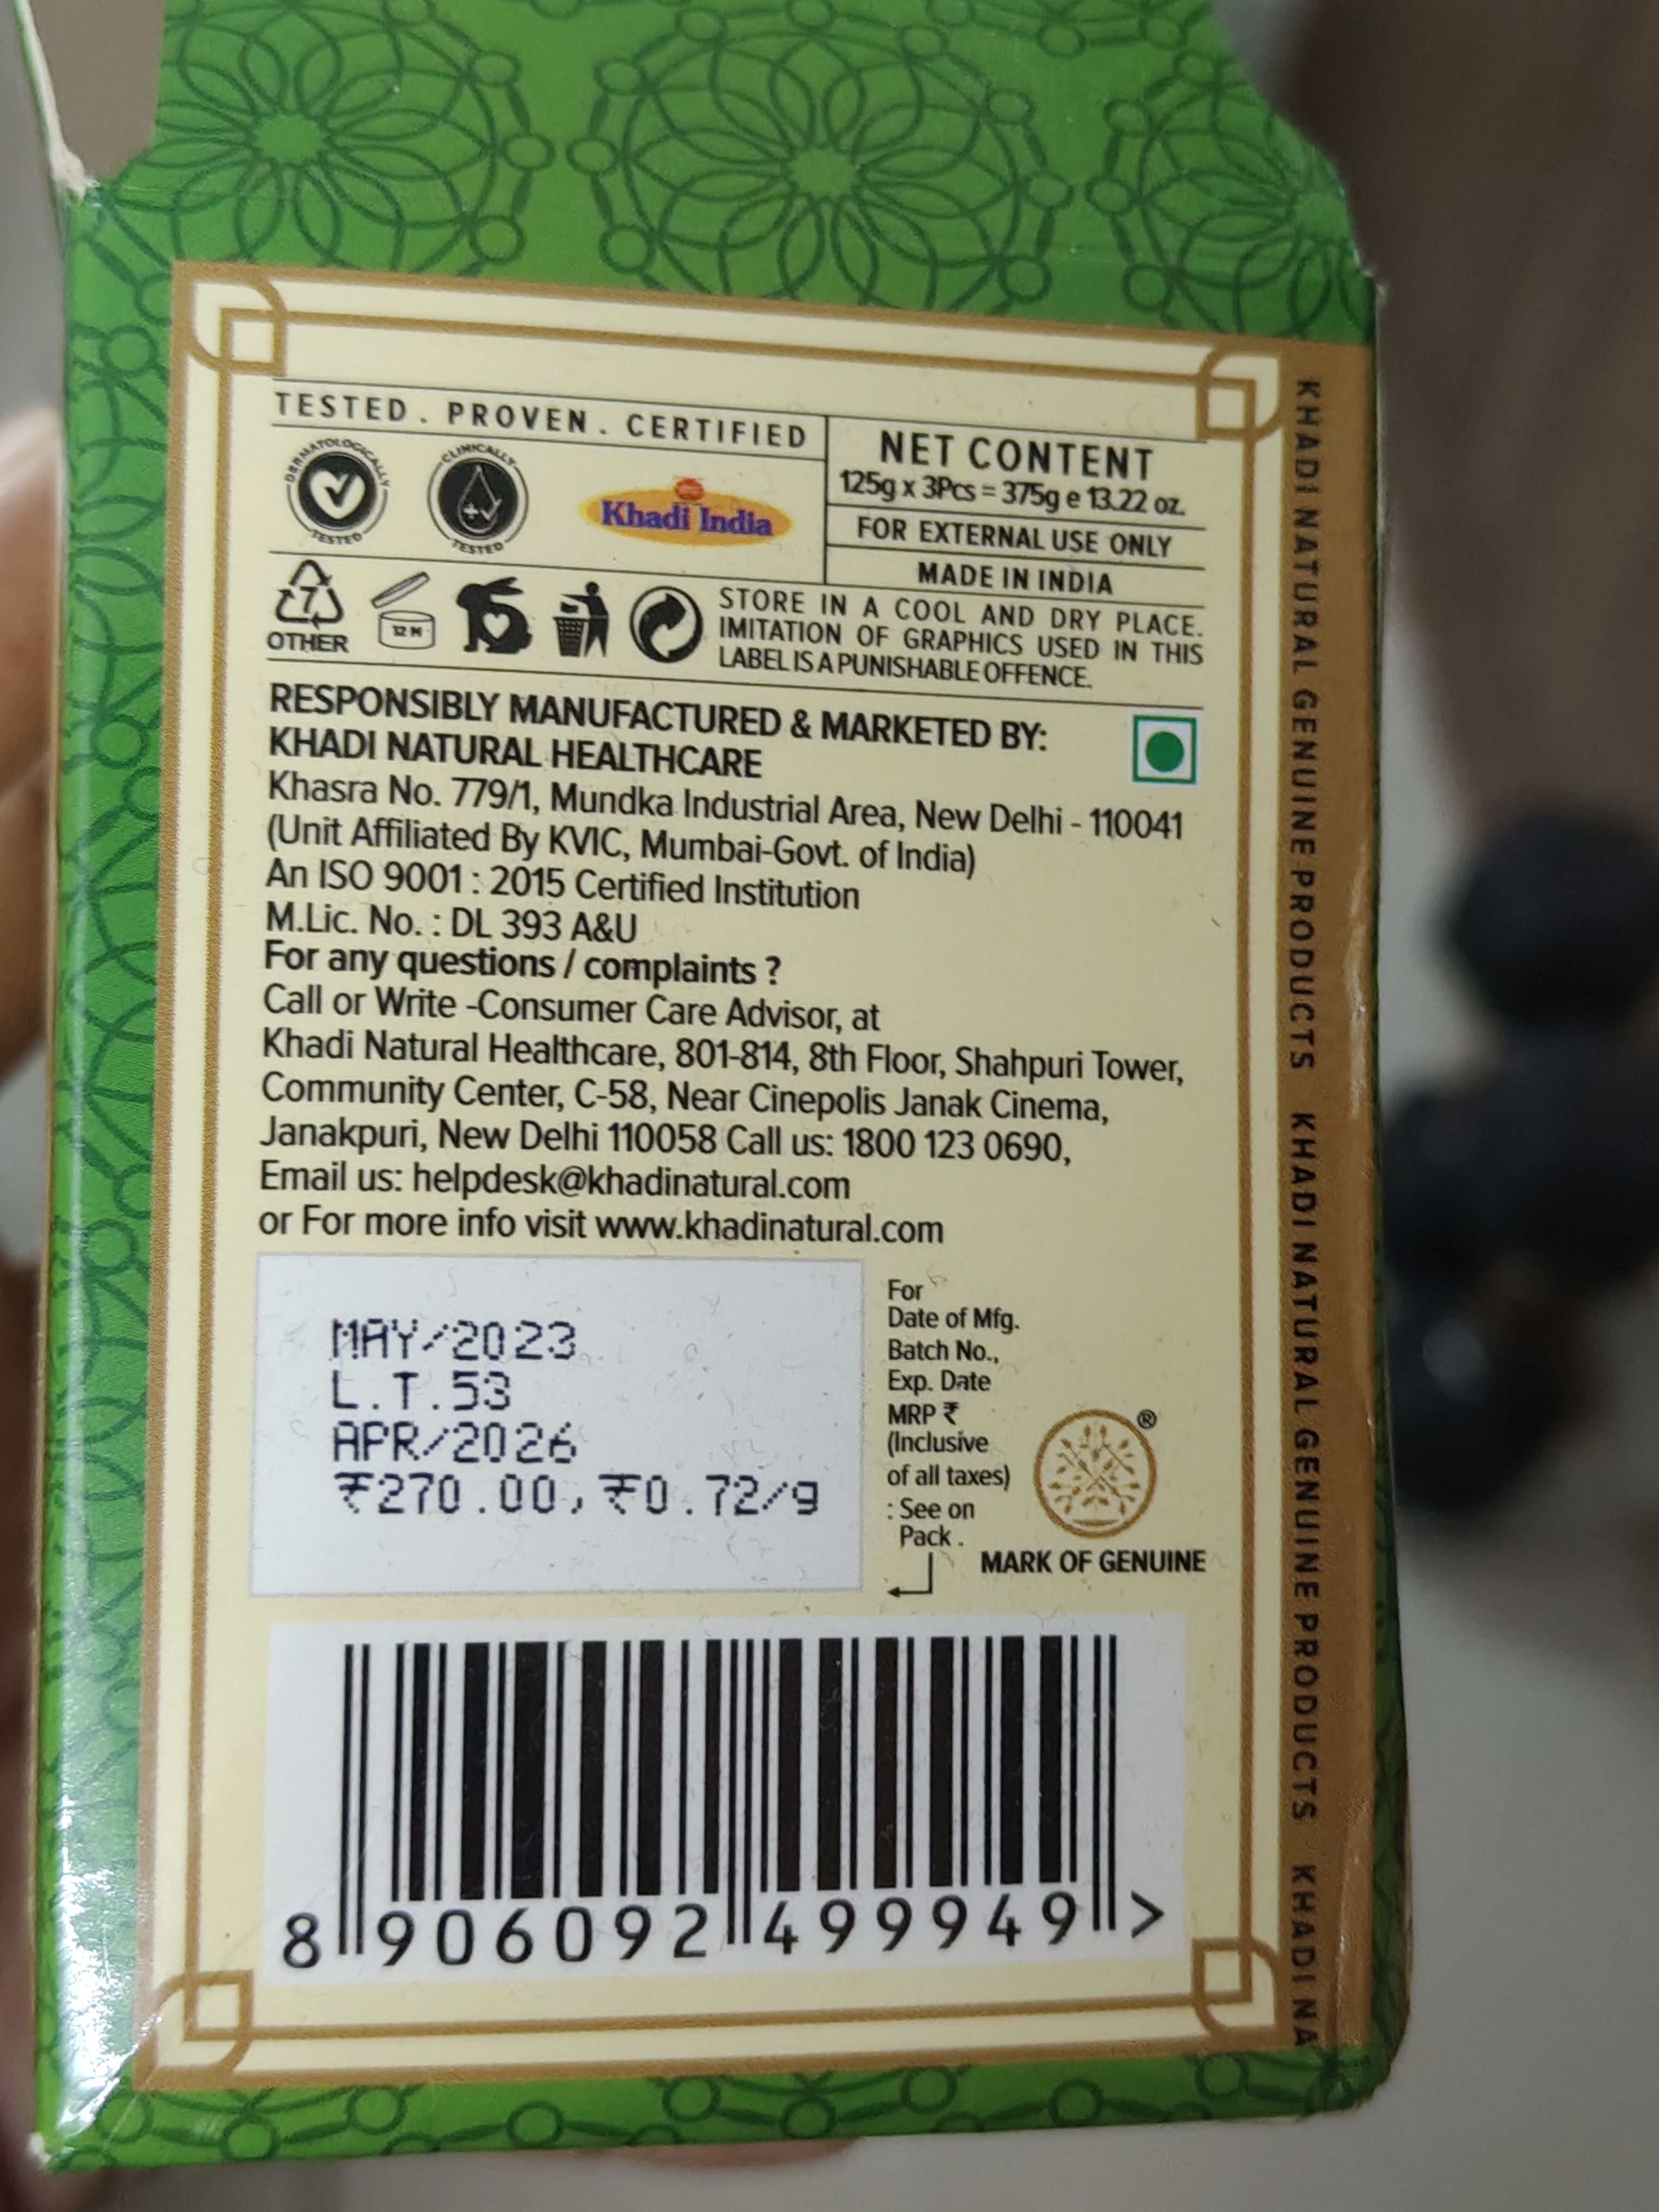 TESTED . PROVEN . CERTIFIED
DERMATOLOGICALLY TESTED
CLINICALLY TESTED
Khadi India
NET CONTENT
125g x 3Pcs = 375g e 13.22 oz.
FOR EXTERNAL USE ONLY
MADE IN INDIA
7
OTHER
12 M
STORE IN A COOL AND DRY PLACE.
IMITATION OF GRAPHICS USED IN THIS
LABEL IS A PUNISHABLE OFFENCE.
RESPONSIBLY MANUFACTURED & MARKETED BY:
KHADI NATURAL HEALTHCARE
Khasra No. 779/1, Mundka Industrial Area, New Delhi - 110041
(Unit Affiliated By KVIC, Mumbai-Govt. of India)
An ISO 9001 : 2015 Certified Institution
M.Lic. No. : DL 393 A&U
For any questions / complaints ?
Call or Write -Consumer Care Advisor, at
Khadi Natural Healthcare, 801-814, 8th Floor, Shahpuri Tower,
Community Center, C-58, Near Cinepolis Janak Cinema,
Janakpuri, New Delhi 110058 Call us: 1800 123 0690,
Email us: helpdesk@khadinatural.com
or For more info visit www.khadinatural.com
MAY/2023
L.T.53
APR/2026
₹270.00, ₹0.72/g
For
Date of Mfg.
Batch No.,
Exp. Date
MRP ₹
(Inclusive
of all taxes)
: See on
Pack .
®
MARK OF GENUINE
8 906092 499949 >
KHADI NATURAL GENUINE PRODUCTS KHADI NATURAL GENUINE PRODUCTS KHADI NA